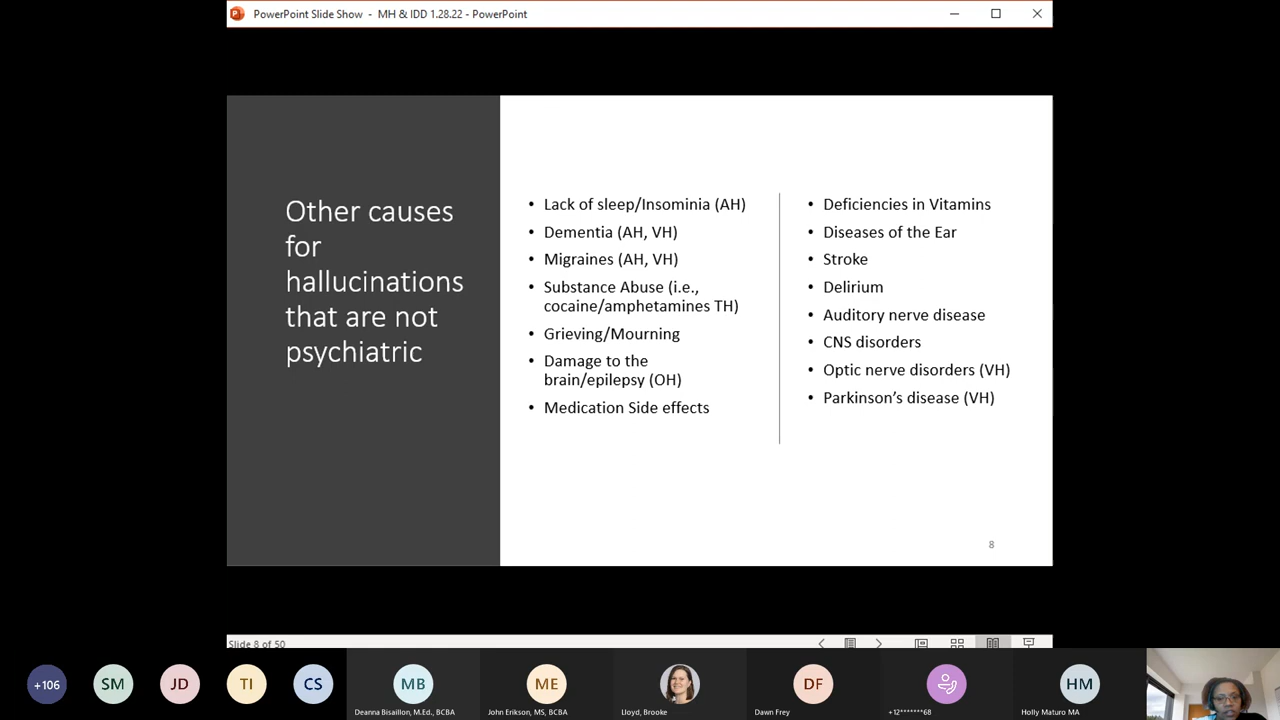 PowerPoint Slide Show - MH & IDD 1.28.22 - PowerPoint
Other causes
for
hallucinations
that are not
psychiatric
• Lack of sleep/Insominia (AH)
• Dementia (AH, VH)
• Migraines (AH, VH)
• Substance Abuse (i.e.,
cocaine/amphetamines TH)
• Grieving/Mourning
• Damage to the
brain/epilepsy (OH)
• Medication Side effects
• Deficiencies in Vitamins
• Diseases of the Ear
• Stroke
• Delirium
• Auditory nerve disease
• CNS disorders
• Optic nerve disorders (VH)
• Parkinson's disease (VH)
8
Slide 8 of 50
+106
SM
JD
TI
CS
MB
ME
DF
HM
Deanna Bisaillon, M.Ed., BCBA
John Erikson, MS, BCBA
Lloyd, Brooke
Dawn Frey
+12*******68
Holly Maturo MA